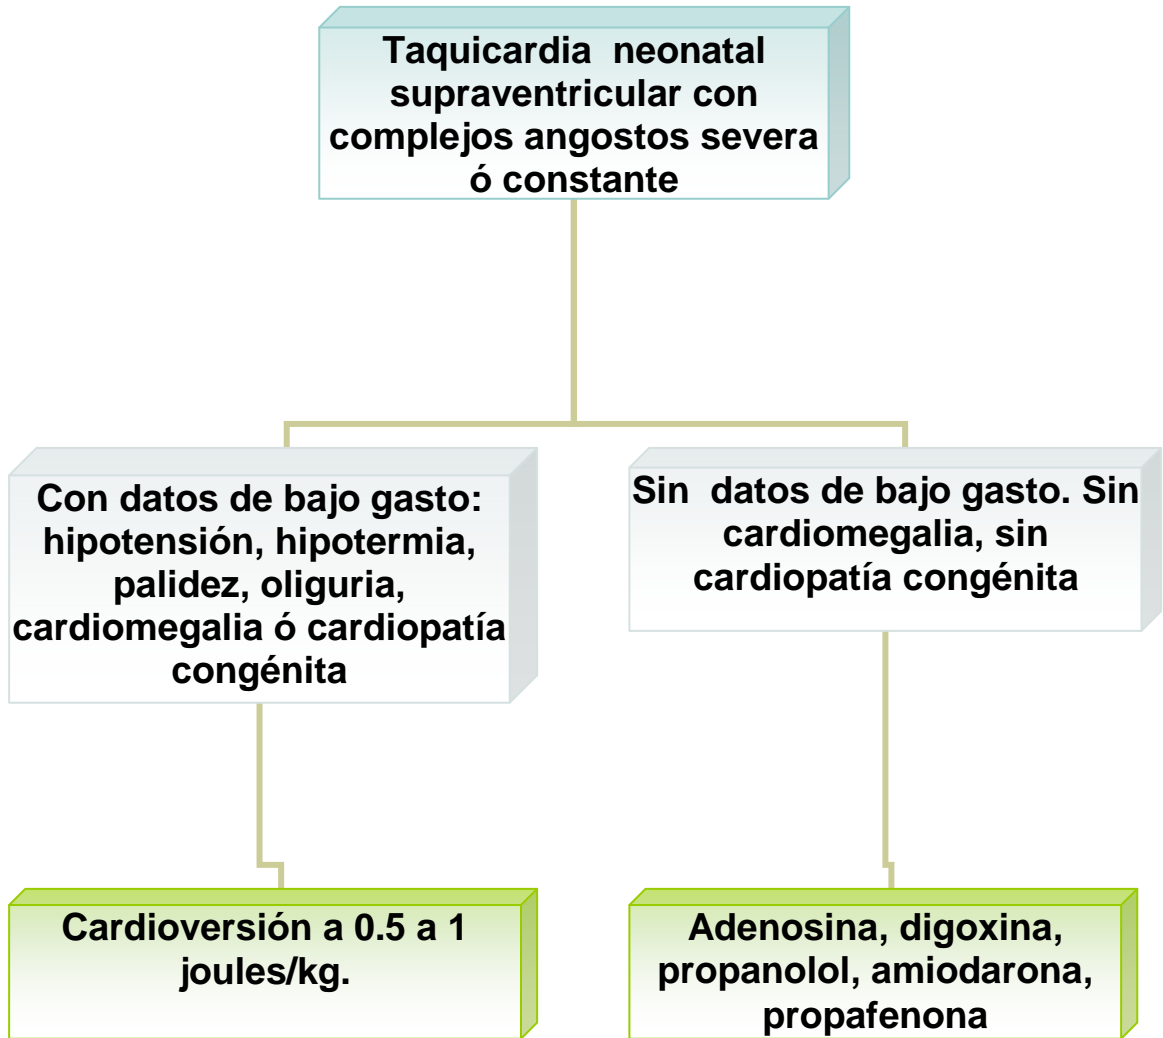 Taquicardia neonatal
supraventricular con
complejos angostos severa
ó constante
Con datos de bajo gasto:
hipotensión, hipotermia,
palidez, oliguria,
cardiomegalia ó cardiopatía
congénita
Sin datos de bajo gasto. Sin
cardiomegalia, sin
cardiopatía congénita
Cardioversión a 0.5 a 1
joules/kg.
Adenosina, digoxina,
propanolol, amiodarona,
propafenona